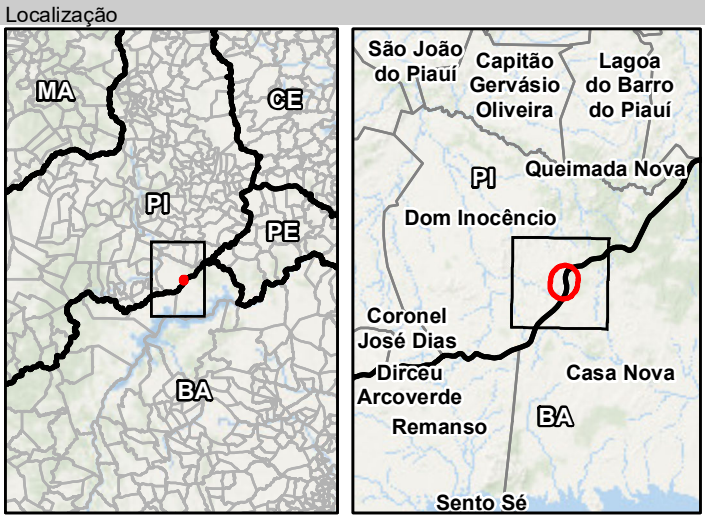 Localização
MA
CE
PI
PE
BA
São João
do Piauí
Capitão
Gervásio
Oliveira
Lagoa
do Barro
do Piauí
PI
Queimada Nova
Dom Inocêncio
Coronel
José Dias
Dirceu
Arcoverde
Casa Nova
Remanso
BA
Sento Sé